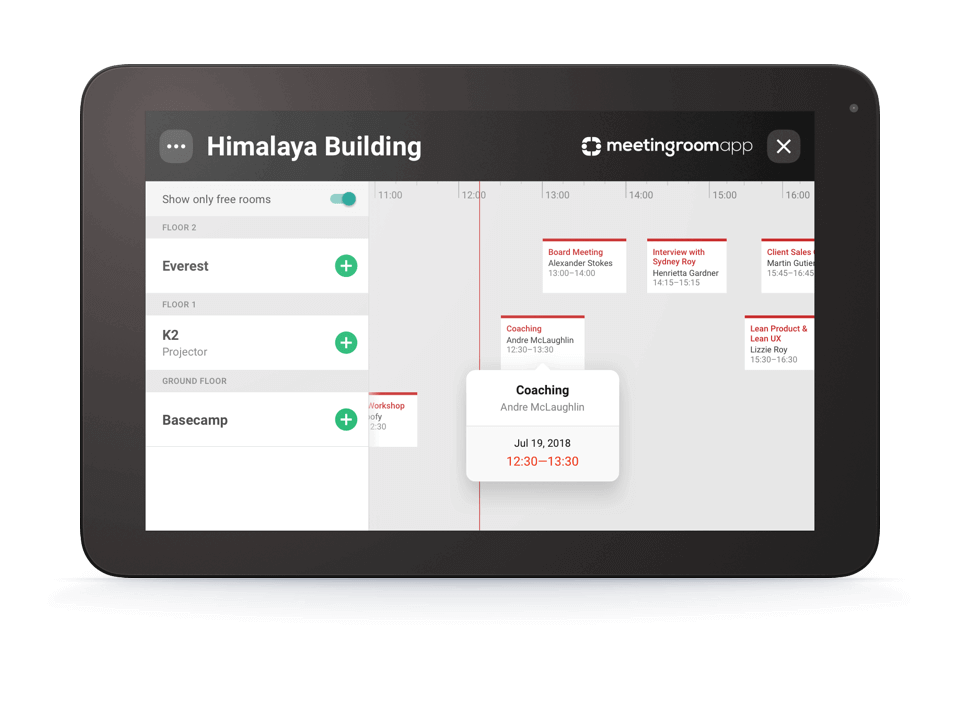 Himalaya Building
meetingroomapp
Show only free rooms
11:00 12:00 13:00 14:00 15:00 16:00
FLOOR 2
Everest
Board Meeting
Alexander Stokes
13:00–14:00
Interview with
Sydney Roy
Henrietta Gardner
14:15–15:15
Client Sales
Martin Gutier
15:45–16:45
FLOOR 1
K2
Projector
Coaching
Andre McLaughlin
12:30–13:30
Lean Product &
Lean UX
Lizzie Roy
15:30–16:30
GROUND FLOOR
Basecamp
Workshop
ofy
2:30
Coaching
Andre McLaughlin
Jul 19, 2018
12:30—13:30